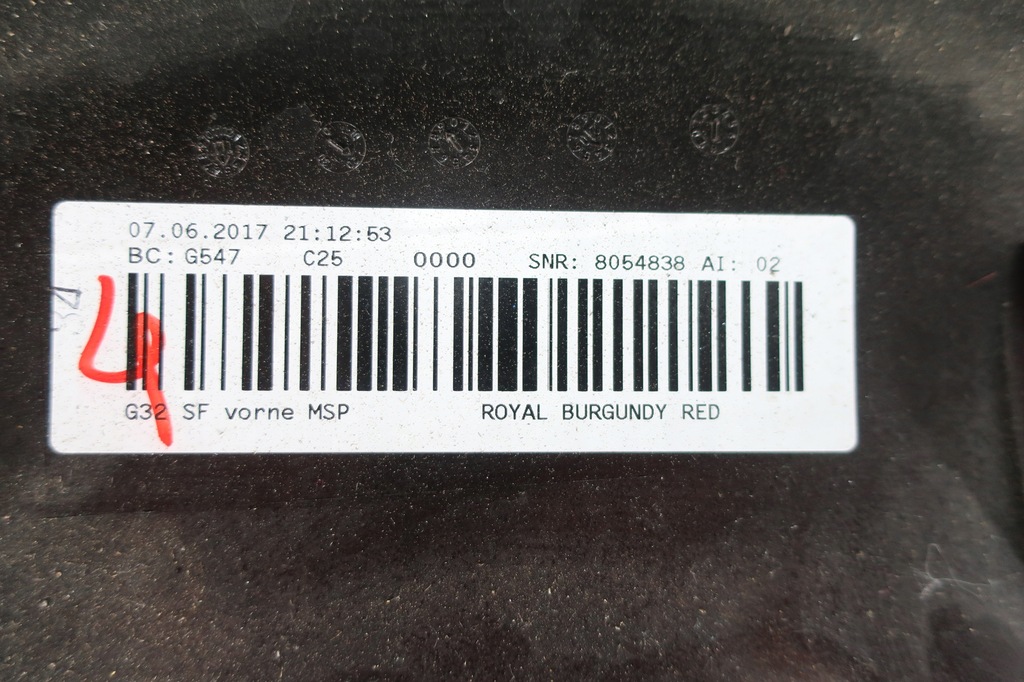 07.06.2017 21:12:53
BC: G547 C25 0000 SNR: 8054838 AI: 02
4
G32 SF vorne MSP ROYAL BURGUNDY RED